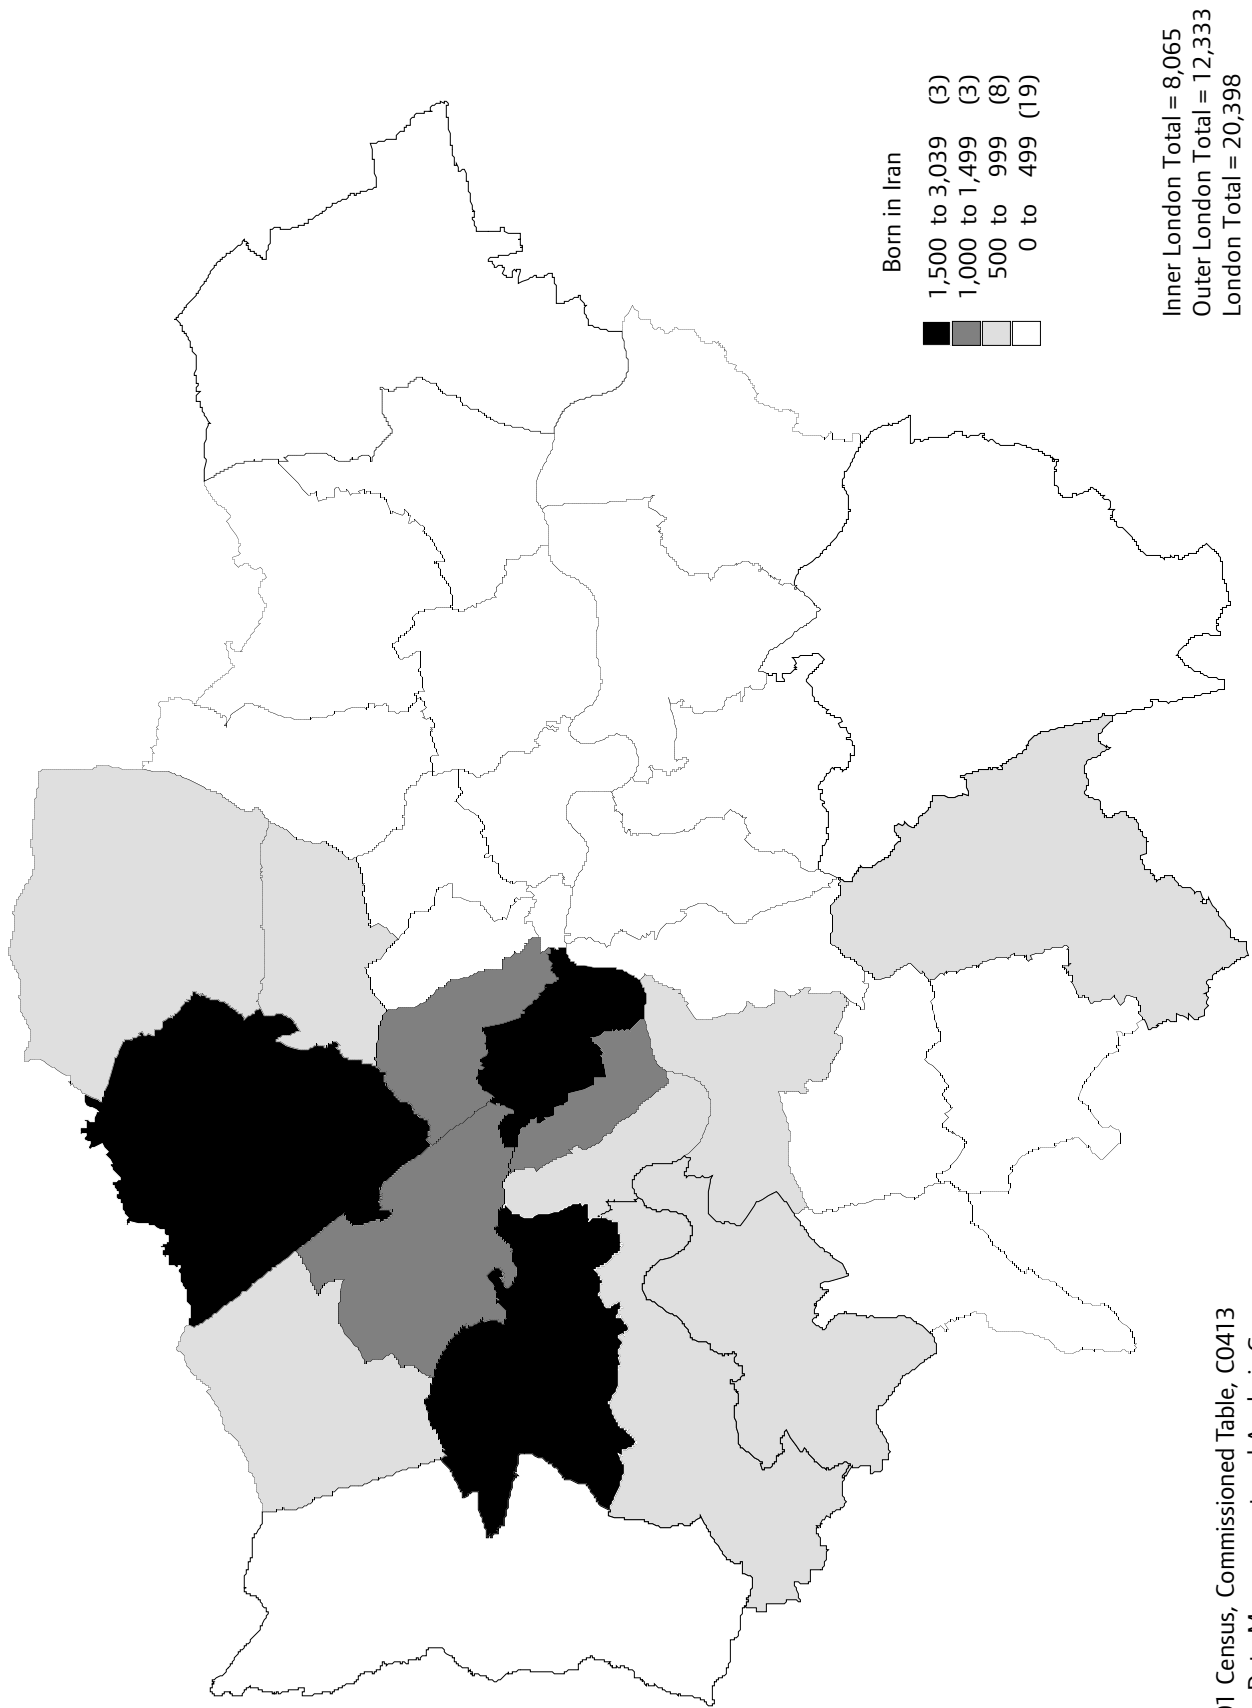 Born in Iran
1,500 to 3,039 (3)
1,000 to 1,499 (3)
500 to 999 (8)
0 to 499 (19)
Inner London Total = 8,065
Outer London Total = 12,333
London Total = 20,398
Census, Commissioned Table, C0413